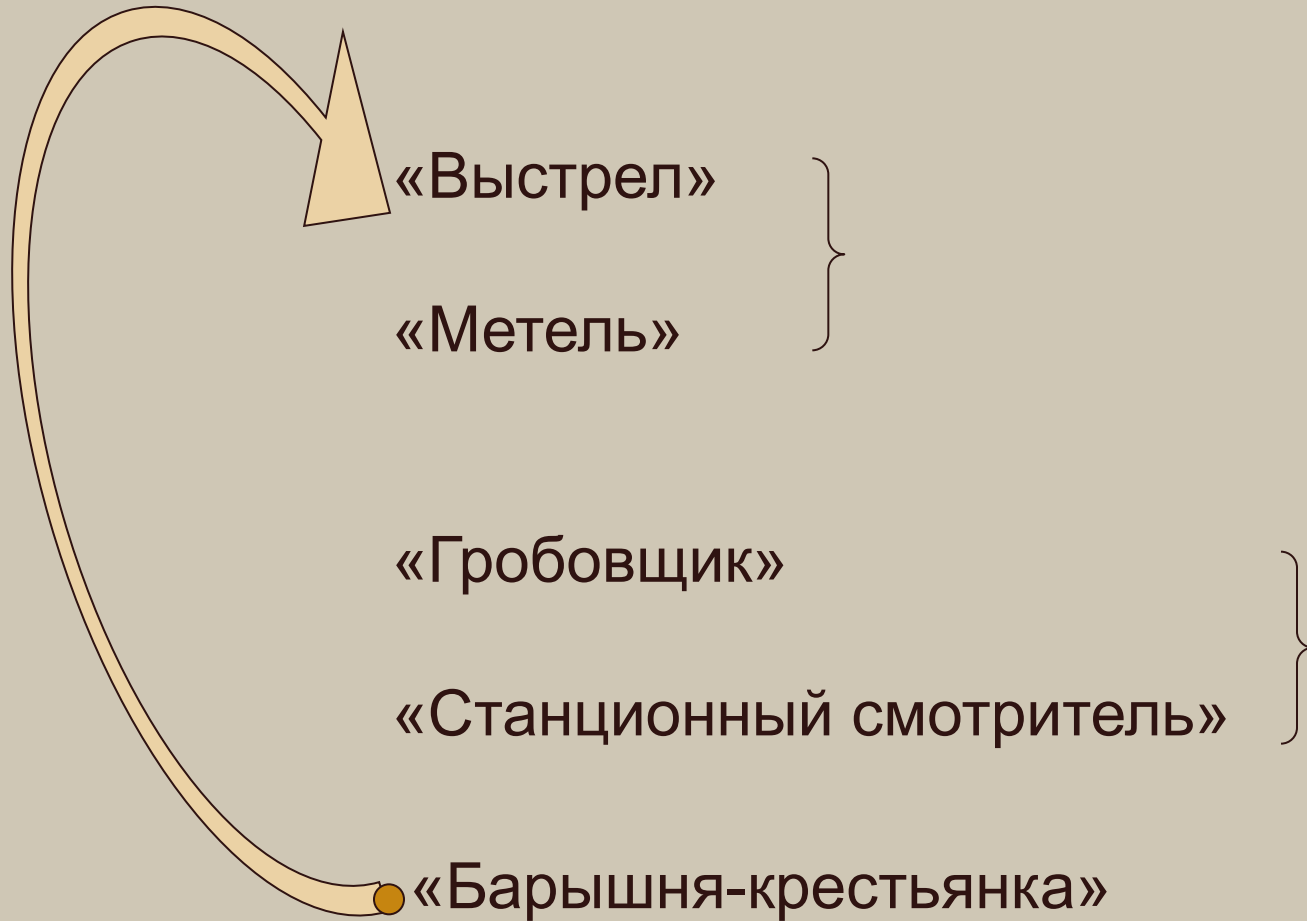 «Выстрел»
«Метель»
«Гробовщик»
«Станционный смотритель»
«Барышня-крестьянка»